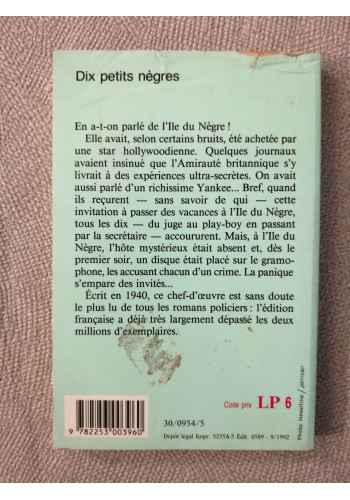 Dix petits nègres
En a-t-on parlé de l'Ile du Nègre !
Elle avait, selon certains bruits, été achetée par
une star hollywoodienne. Quelques journaux
avaient insinué que l'Amirauté britannique s'y
livrait à des expériences ultra-secrètes. On avait
aussi parlé d'un richissime Yankee... Bref, quand
ils reçurent — sans savoir de qui — cette
invitation à passer des vacances à l'Ile du Nègre,
tous les dix — du juge au play-boy en passant
par la secrétaire — accoururent. Mais, à l'Ile du
Nègre, l'hôte mystérieux était absent et, dès
le premier soir, un disque était placé sur le gramo-
phone, les accusant chacun d'un crime. La panique
s'empare des invités...
Écrit en 1940, ce chef-d'œuvre est sans doute
le plus lu de tous les romans policiers : l'édition
française a déjà très largement dépassé les deux
millions d'exemplaires.
Code prix LP 6
30/0954/5
9 782253 003960
Dépôt légal Impr. 5235A-5 Édit. 0589 - 9/1992
Photo Heseltine / Jerrican